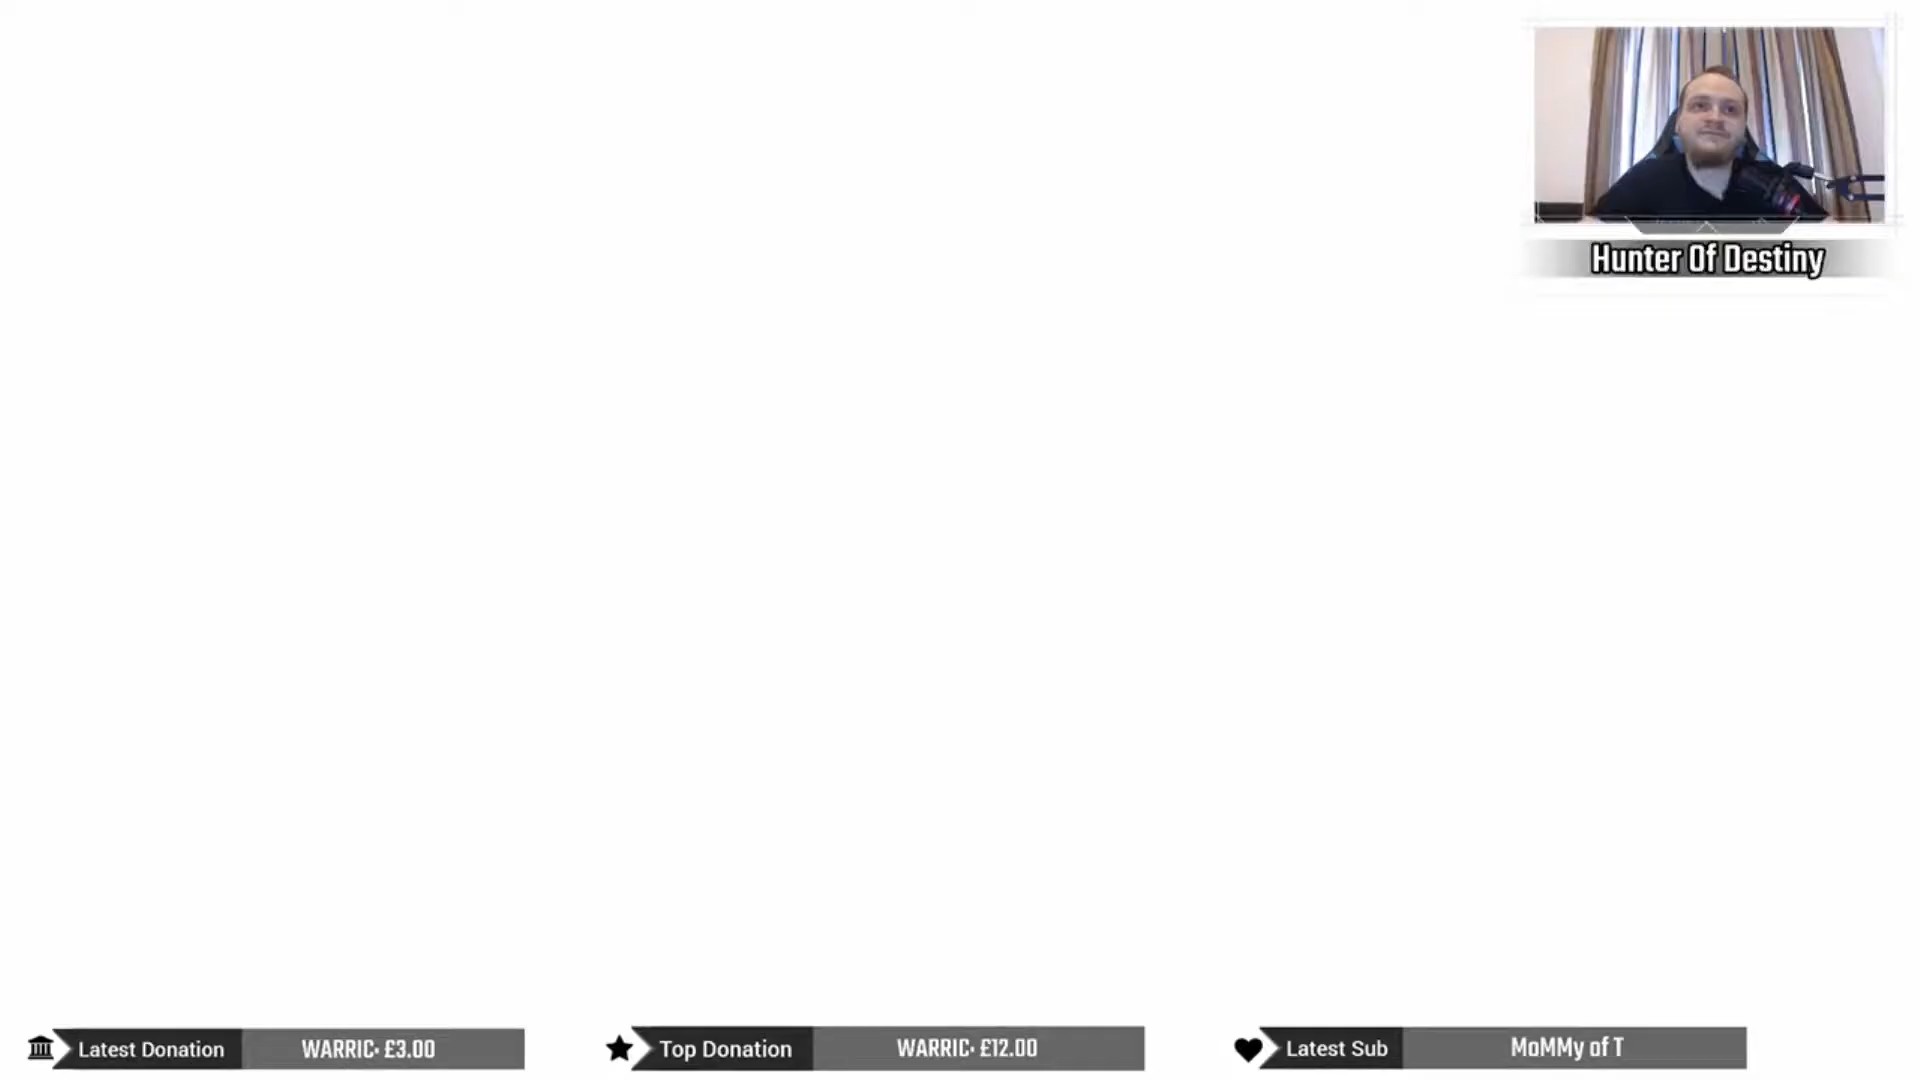 Hunter Of Destiny
Latest Donation WARRIC: £3.00
Top Donation WARRIC: £12.00
Latest Sub MoMMy of T